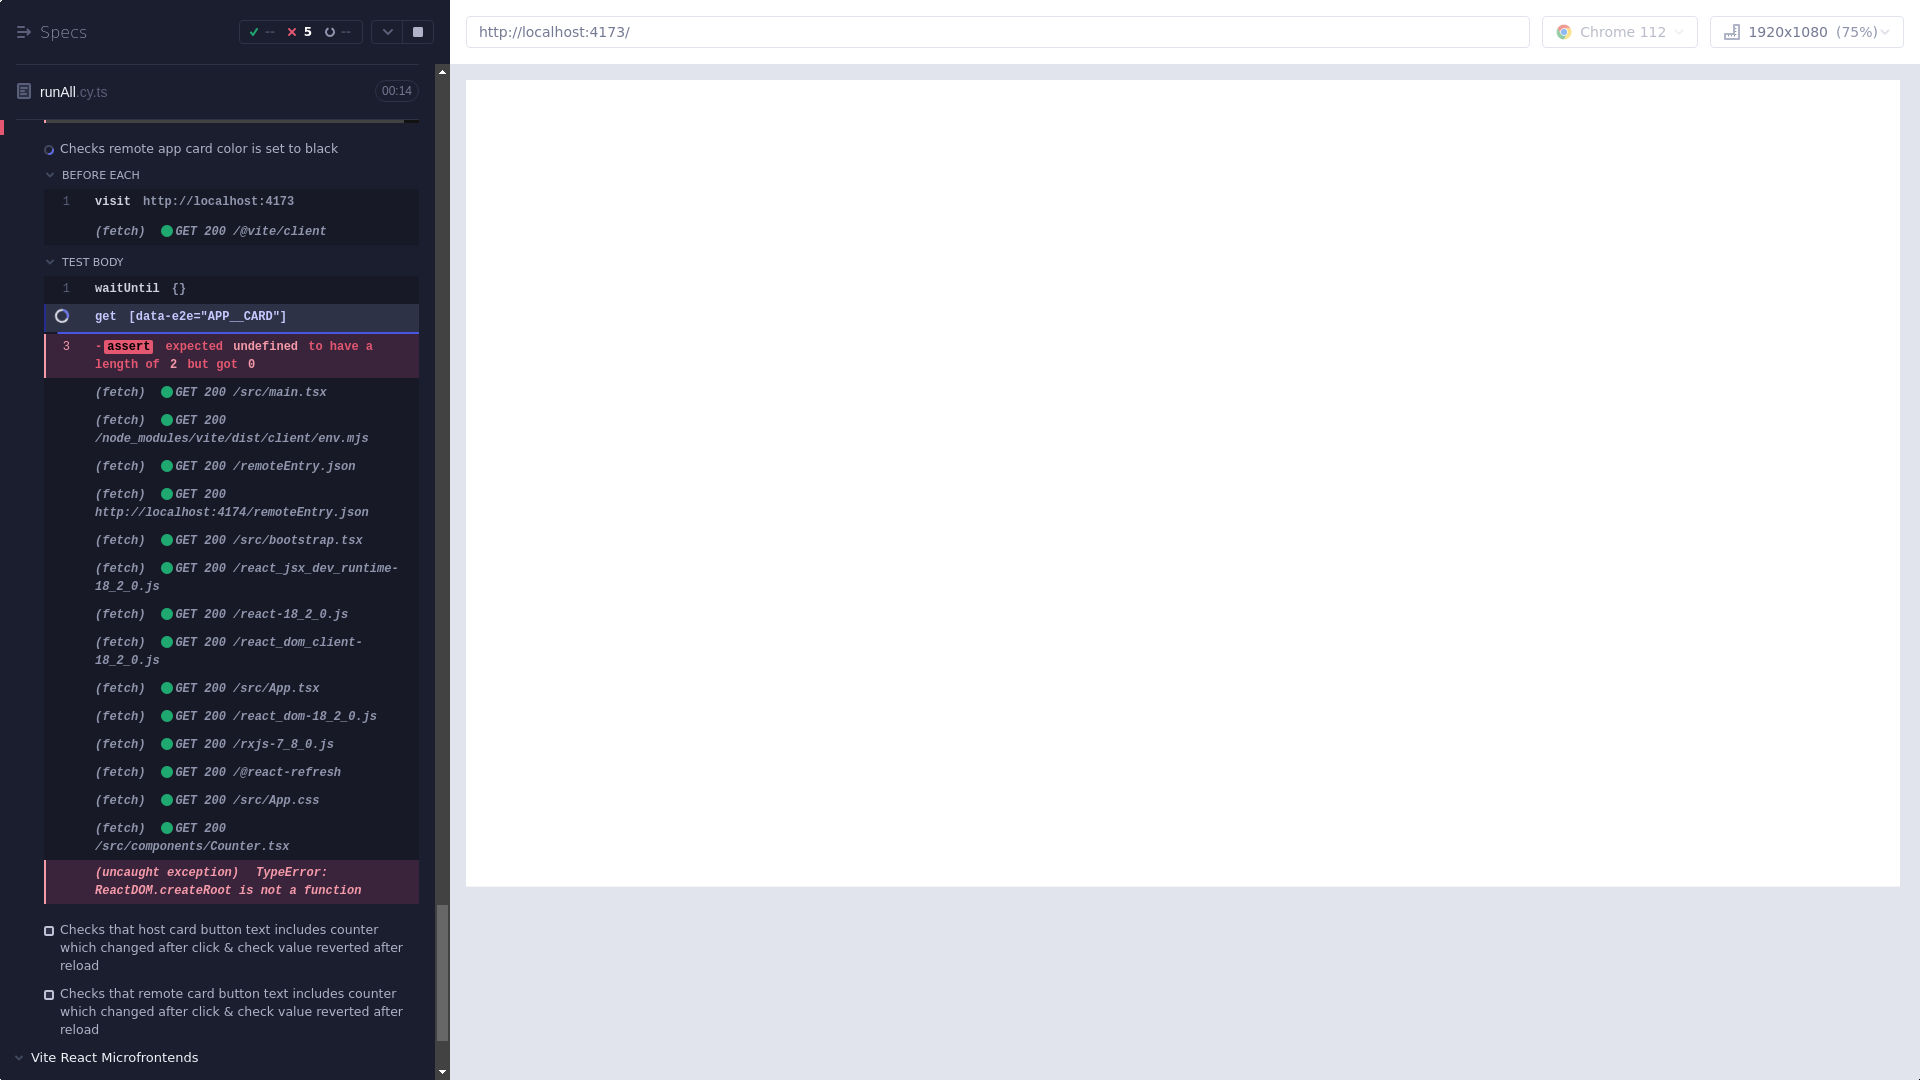 Specs
-- 5 --
http://localhost:4173/
Chrome 112
1920x1080 (75%)
runAll.cy.ts
00:14
Checks remote app card color is set to black
BEFORE EACH
1 visit http://localhost:4173
(fetch) GET 200 /@vite/client
TEST BODY
1 waitUntil {}
get [data-e2e="APP__CARD"]
3 -assert expected undefined to have a
length of 2 but got 0
(fetch) GET 200 /src/main.tsx
(fetch) GET 200
/node_modules/vite/dist/client/env.mjs
(fetch) GET 200 /remoteEntry.json
(fetch) GET 200
http://localhost:4174/remoteEntry.json
(fetch) GET 200 /src/bootstrap.tsx
(fetch) GET 200 /react_jsx_dev_runtime-
18_2_0.js
(fetch) GET 200 /react-18_2_0.js
(fetch) GET 200 /react_dom_client-
18_2_0.js
(fetch) GET 200 /src/App.tsx
(fetch) GET 200 /react_dom-18_2_0.js
(fetch) GET 200 /rxjs-7_8_0.js
(fetch) GET 200 /@react-refresh
(fetch) GET 200 /src/App.css
(fetch) GET 200
/src/components/Counter.tsx
(uncaught exception) TypeError:
ReactDOM.createRoot is not a function
Checks that host card button text includes counter
which changed after click & check value reverted after
reload
Checks that remote card button text includes counter
which changed after click & check value reverted after
reload
Vite React Microfrontends